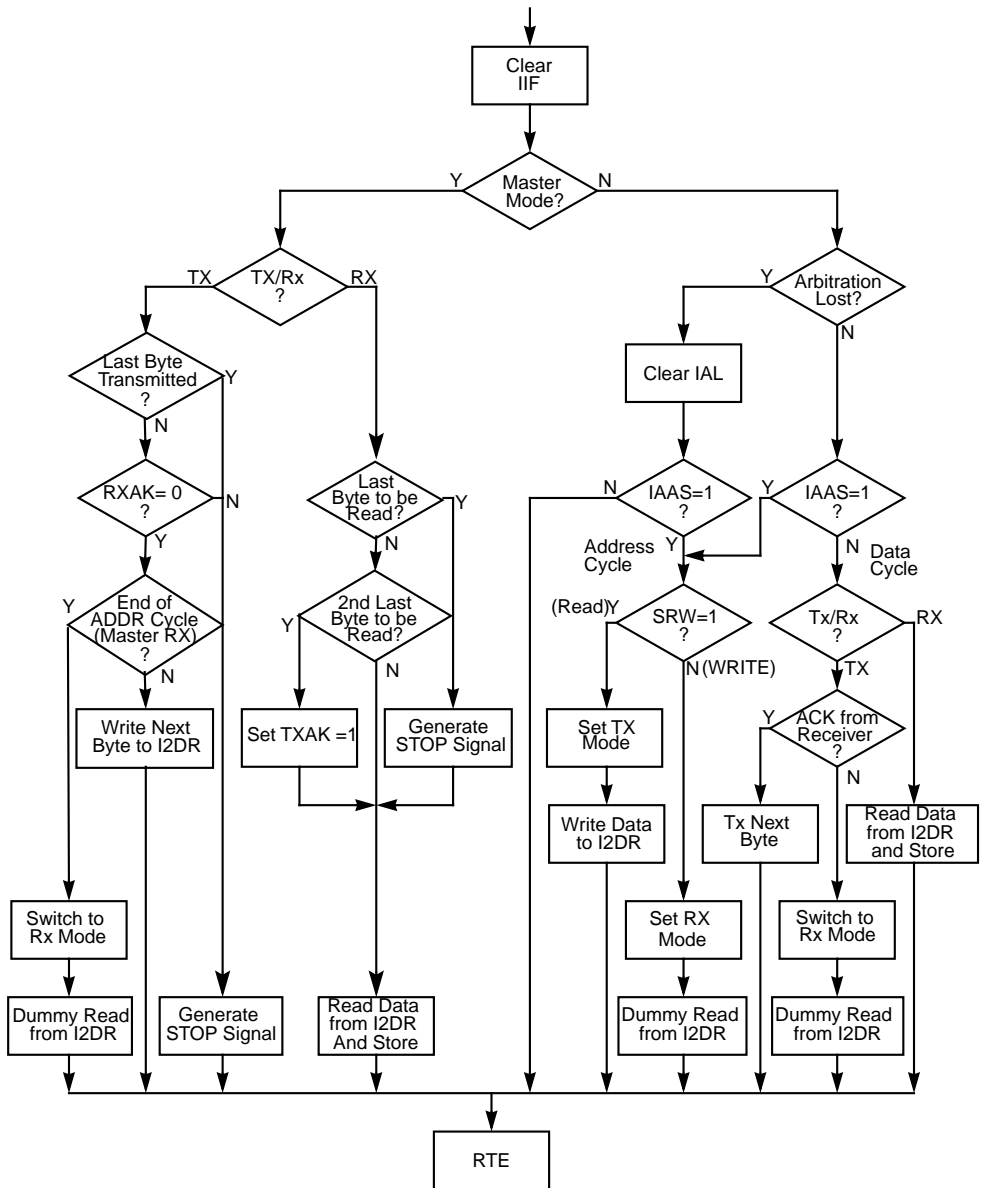 Clear
IIF
Master
Mode?
Y
N
TX/Rx
?
TX
RX
Arbitration
Lost?
Y
N
Last Byte
Transmitted
?
Y
N
Clear IAL
RXAK= 0
?
N
Y
Last
Byte to be
Read?
Y
N
IAAS=1
?
N
Y
IAAS=1
?
Y
N
Address
Cycle
Data
Cycle
End of
ADDR Cycle
(Master RX)
?
Y
N
2nd Last
Byte to be
Read?
Y
N
(Read)
Y
SRW=1
?
N
(WRITE)
Tx/Rx
?
RX
TX
Write Next
Byte to I2DR
Set TXAK =1
Generate
STOP Signal
Set TX
Mode
ACK from
Receiver
?
Y
N
Write Data
to I2DR
Tx Next
Byte
Read Data
from I2DR
and Store
Switch to
Rx Mode
Set RX
Mode
Switch to
Rx Mode
Dummy Read
from I2DR
Generate
STOP Signal
Read Data
from I2DR
And Store
Dummy Read
from I2DR
Dummy Read
from I2DR
RTE